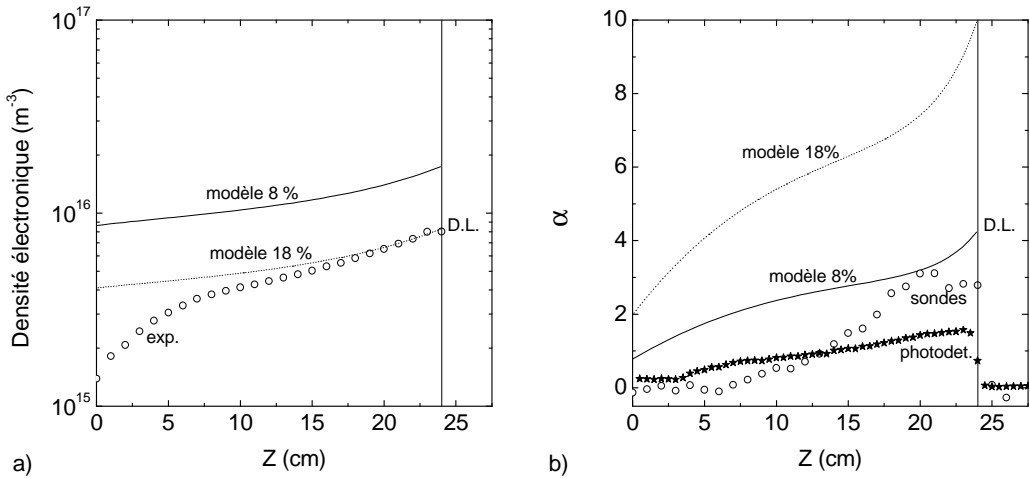 10^17
10^16
10^15
Densité électronique (m^-3)
modèle 8 %
modèle 18 %
exp.
D.L.
0 5 10 15 20 25
Z (cm)
a)
10
8
6
4
2
0
α
modèle 18%
modèle 8%
D.L.
sondes
photodet.
0 5 10 15 20 25
Z (cm)
b)